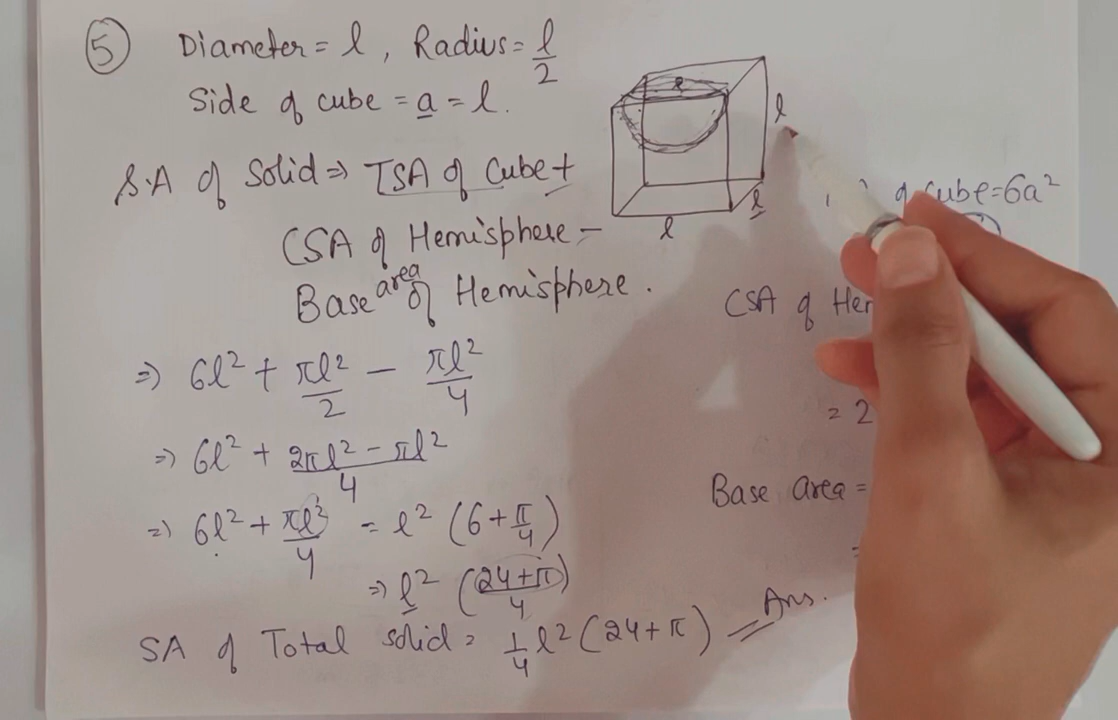 ⑤ Diameter = l , Radius = l/2
Side of cube = a = l.
S.A of Solid ⇒ TSA of Cube +
CSA of Hemisphere -
Base area of Hemisphere .
⇒ 6l² + πl²/2 - πl²/4
⇒ 6l² + (2πl² - πl²)/4
⇒ 6l² + πl²/4 = l² (6 + π/4)
⇒ l² ((24+π)/4)
SA of Total solid = 1/4 l² (24 + π) Ans.
l
l
l
l
of cube = 6a²
CSA of
= 2
Base area =
=